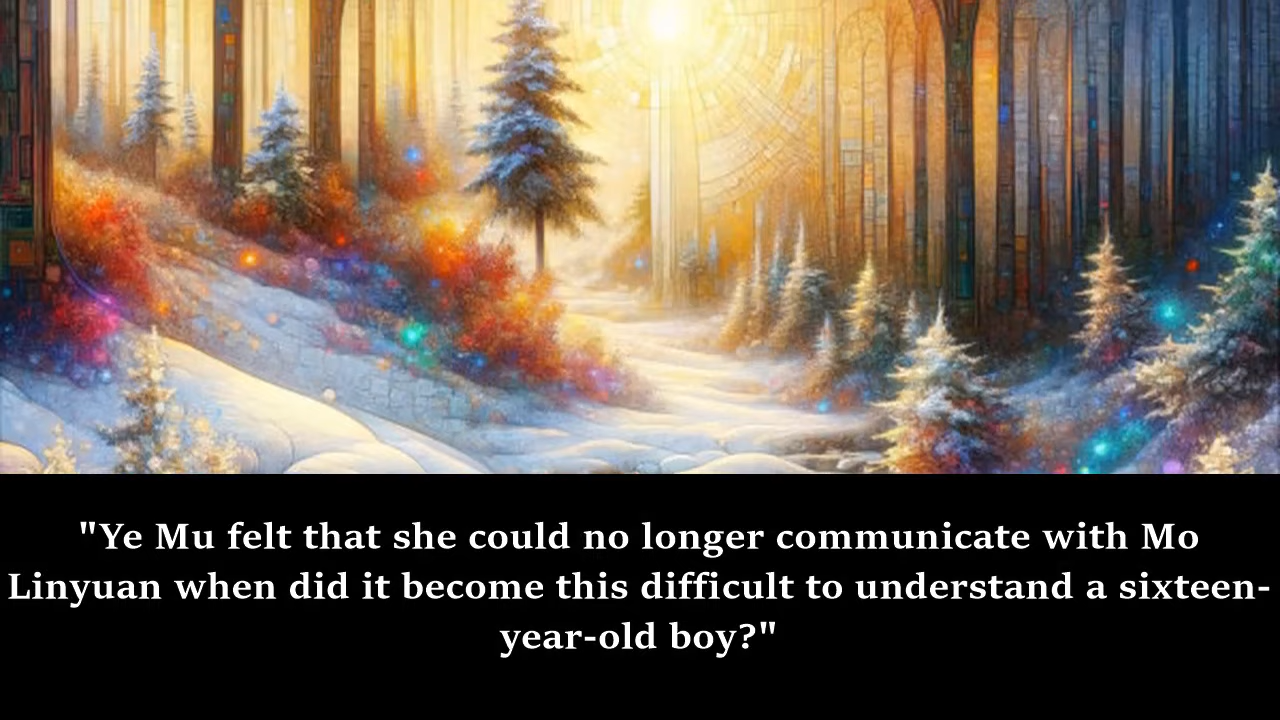 "Ye Mu felt that she could no longer communicate with Mo
Linyuan when did it become this difficult to understand a sixteen-
year-old boy?"